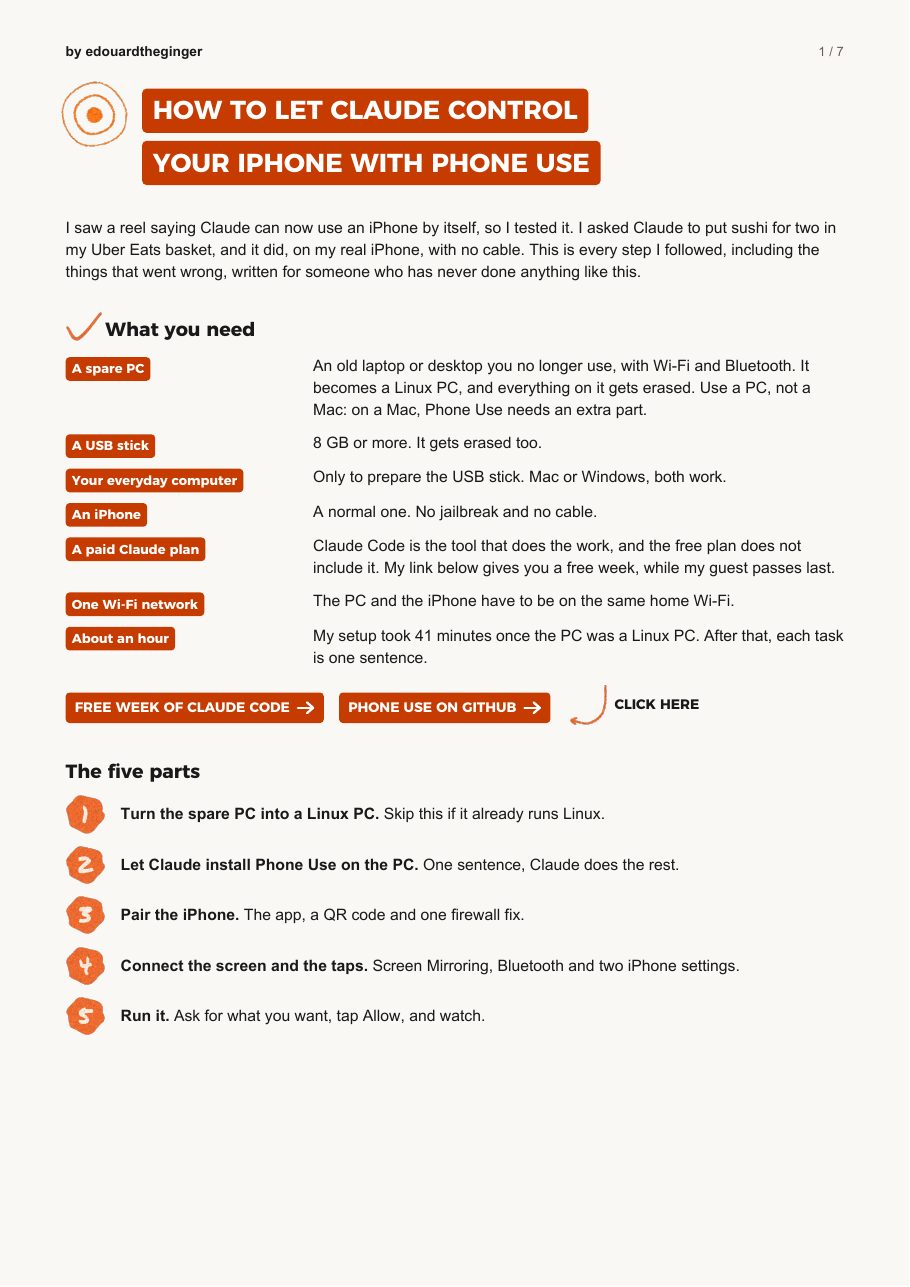 by edouardtheginger
1 / 7
HOW TO LET CLAUDE CONTROL
YOUR IPHONE WITH PHONE USE
I saw a reel saying Claude can now use an iPhone by itself, so I tested it. I asked Claude to put sushi for two in
my Uber Eats basket, and it did, on my real iPhone, with no cable. This is every step I followed, including the
things that went wrong, written for someone who has never done anything like this.
What you need
A spare PC
An old laptop or desktop you no longer use, with Wi-Fi and Bluetooth. It
becomes a Linux PC, and everything on it gets erased. Use a PC, not a
Mac: on a Mac, Phone Use needs an extra part.
A USB stick
8 GB or more. It gets erased too.
Your everyday computer
Only to prepare the USB stick. Mac or Windows, both work.
An iPhone
A normal one. No jailbreak and no cable.
A paid Claude plan
Claude Code is the tool that does the work, and the free plan does not
include it. My link below gives you a free week, while my guest passes last.
One Wi-Fi network
The PC and the iPhone have to be on the same home Wi-Fi.
About an hour
My setup took 41 minutes once the PC was a Linux PC. After that, each task
is one sentence.
FREE WEEK OF CLAUDE CODE →
PHONE USE ON GITHUB →
CLICK HERE
The five parts
1 Turn the spare PC into a Linux PC. Skip this if it already runs Linux.
2 Let Claude install Phone Use on the PC. One sentence, Claude does the rest.
3 Pair the iPhone. The app, a QR code and one firewall fix.
4 Connect the screen and the taps. Screen Mirroring, Bluetooth and two iPhone settings.
5 Run it. Ask for what you want, tap Allow, and watch.